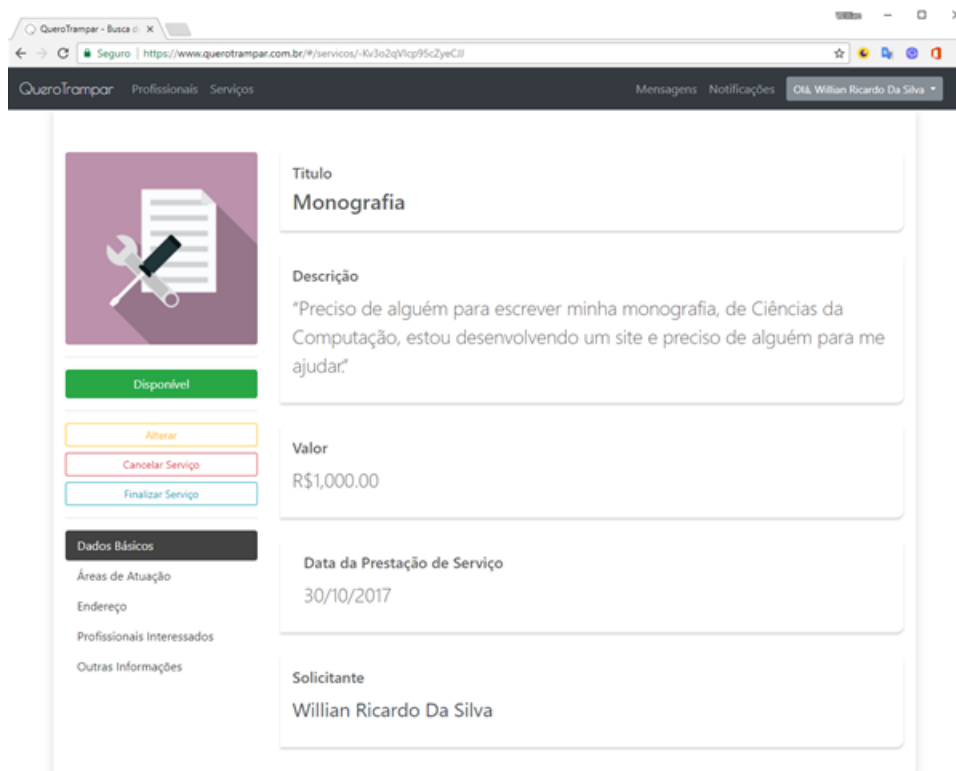 QueroTrampar - Busca d
Seguro | https://www.querotrampar.com.br/#/servicos/
QueroTrampar Profissionais Serviços Mensagens Notificações Olá, Willian Ricardo Da Silva
Titulo
Monografia
Descrição
"Preciso de alguém para escrever minha monografia, de Ciências da
Computação, estou desenvolvendo um site e preciso de alguém para me
ajudar."
Disponível
Alterar
Cancelar Serviço
Finalizar Serviço
Valor
R$1,000.00
Dados Básicos
Áreas de Atuação
Endereço
Profissionais Interessados
Outras Informações
Data da Prestação de Serviço
30/10/2017
Solicitante
Willian Ricardo Da Silva